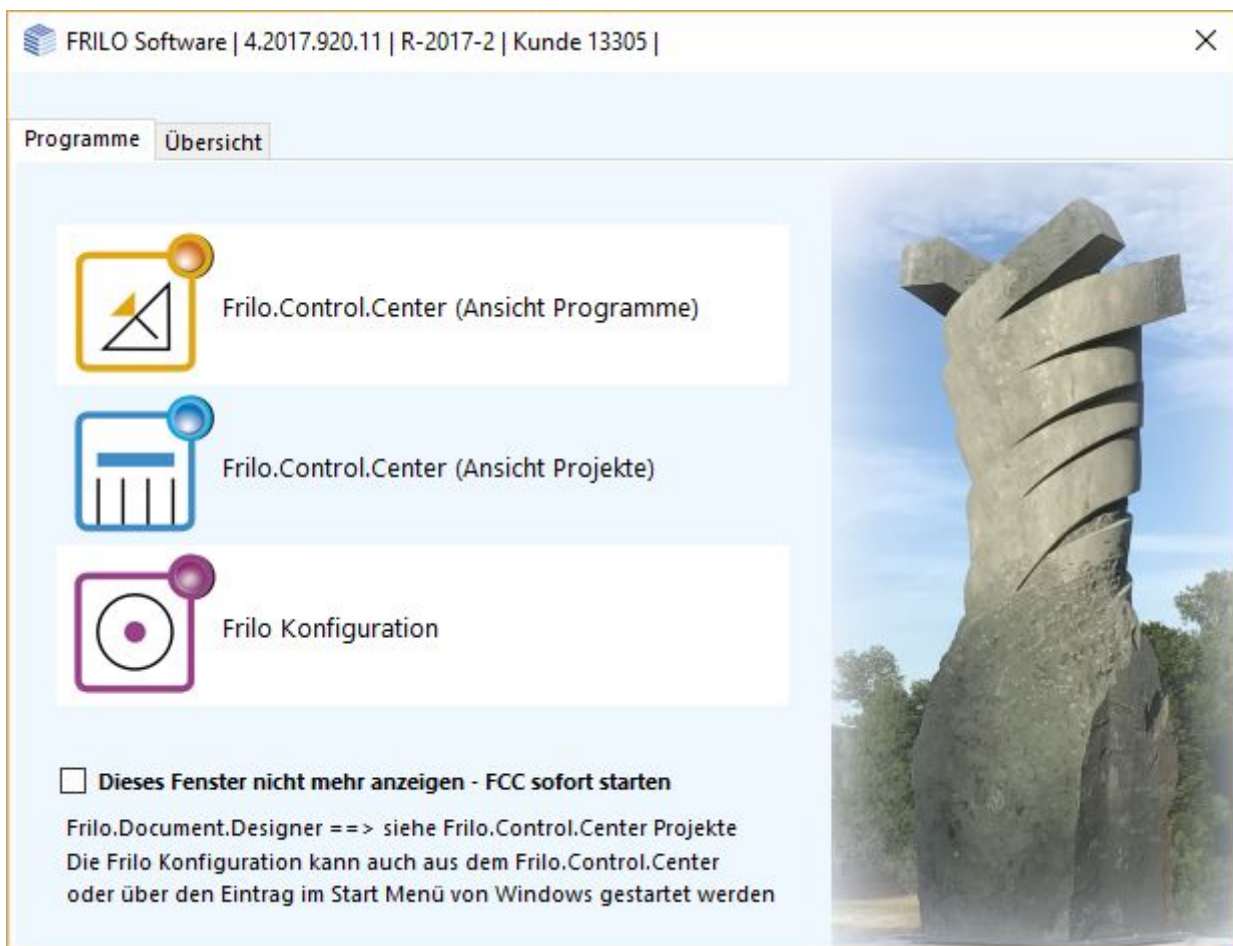 FRILO Software | 4.2017.920.11 | R-2017-2 | Kunde 13305 |
Programme
Übersicht
Frilo.Control.Center (Ansicht Programme)
Frilo.Control.Center (Ansicht Projekte)
Frilo Konfiguration
Dieses Fenster nicht mehr anzeigen - FCC sofort starten
Frilo.Document.Designer ==> siehe Frilo.Control.Center Projekte
Die Frilo Konfiguration kann auch aus dem Frilo.Control.Center
oder über den Eintrag im Start Menü von Windows gestartet werden